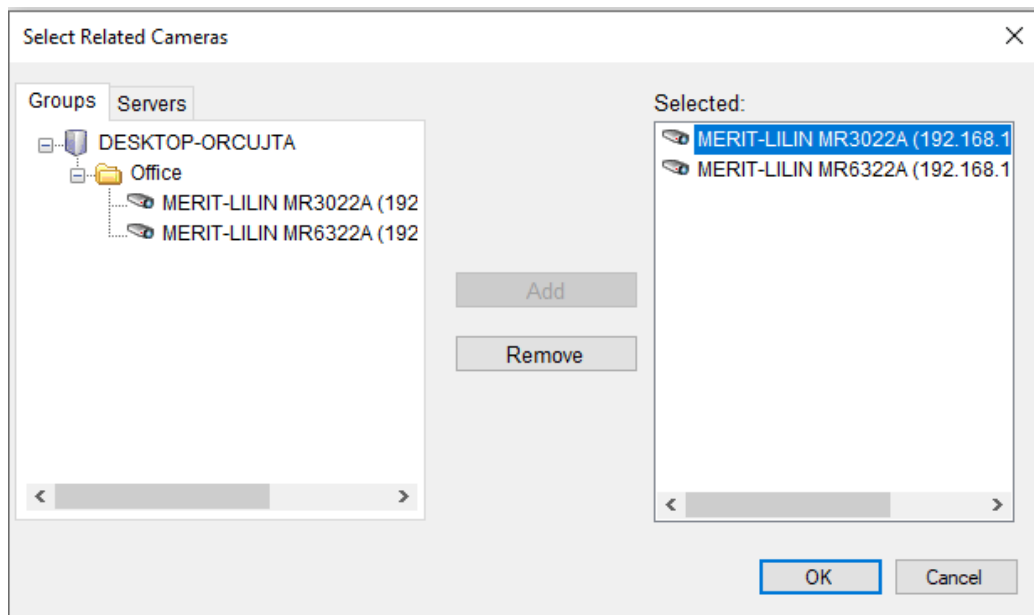 Select Related Cameras
Groups Servers
DESKTOP-ORCUJTA
Office
MERIT-LILIN MR3022A (192
MERIT-LILIN MR6322A (192
Add
Remove
Selected:
MERIT-LILIN MR3022A (192.168.1
MERIT-LILIN MR6322A (192.168.1
OK Cancel